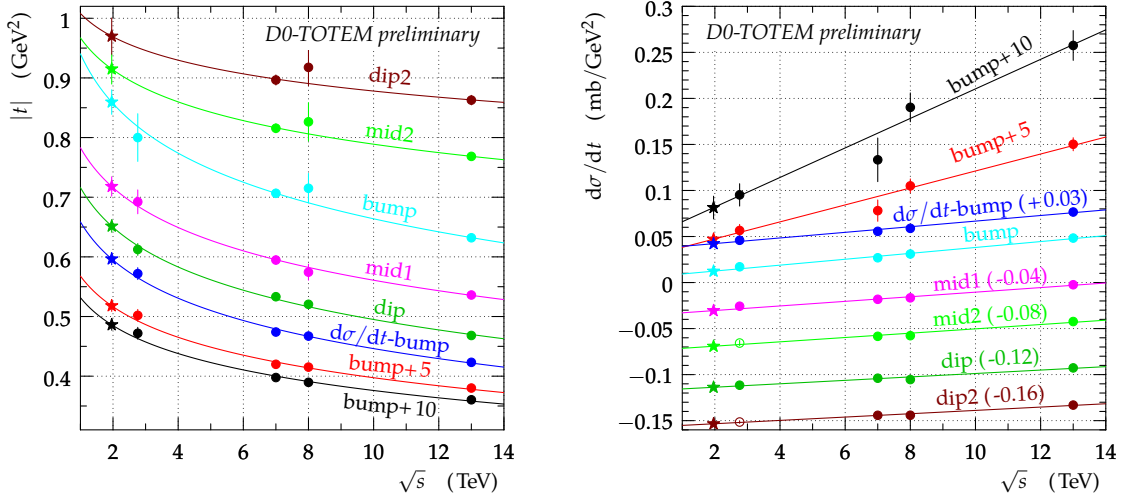 D0-TOTEM preliminary
|t| (GeV²)
1
0.9
0.8
0.7
0.6
0.5
0.4
dip2
mid2
bump
mid1
dip
dσ/dt-bump
bump+5
bump+10
2 4 6 8 10 12 14
√s (TeV)
D0-TOTEM preliminary
dσ/dt (mb/GeV²)
0.3
0.25
0.2
0.15
0.1
0.05
0
−0.05
−0.1
−0.15
bump+10
bump+5
dσ/dt-bump (+0.03)
bump
mid1 (-0.04)
mid2 (-0.08)
dip (-0.12)
dip2 (-0.16)
2 4 6 8 10 12 14
√s (TeV)